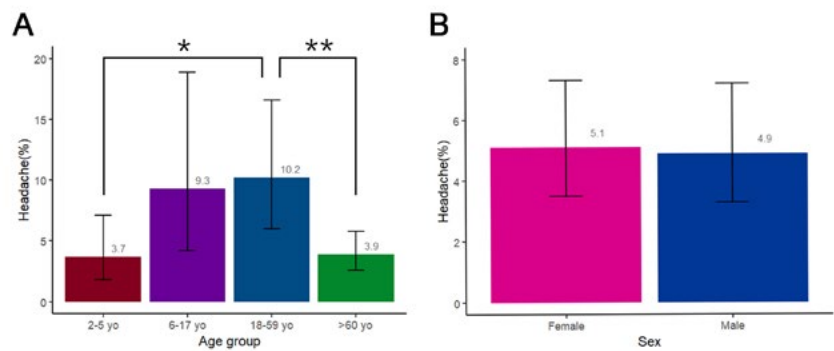 A
Headache(%)
20
15
10
5
0
*
**
3.7
9.3
10.2
3.9
2-5 yo
6-17 yo
18-59 yo
>60 yo
Age group
B
Headache(%)
8
6
4
2
0
5.1
4.9
Female
Male
Sex